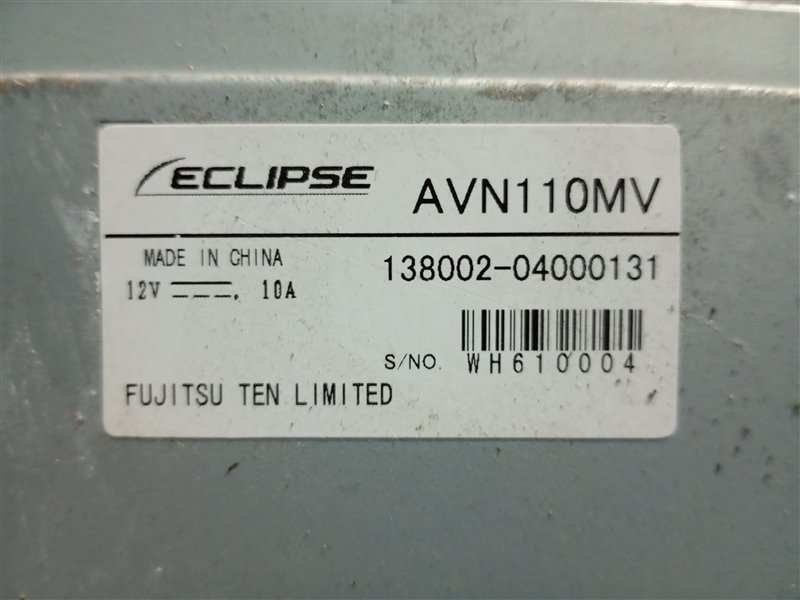 ECLIPSE AVN110MV
MADE IN CHINA 138002-04000131
12V ⎓. 10A
S/NO. WH610004
FUJITSU TEN LIMITED